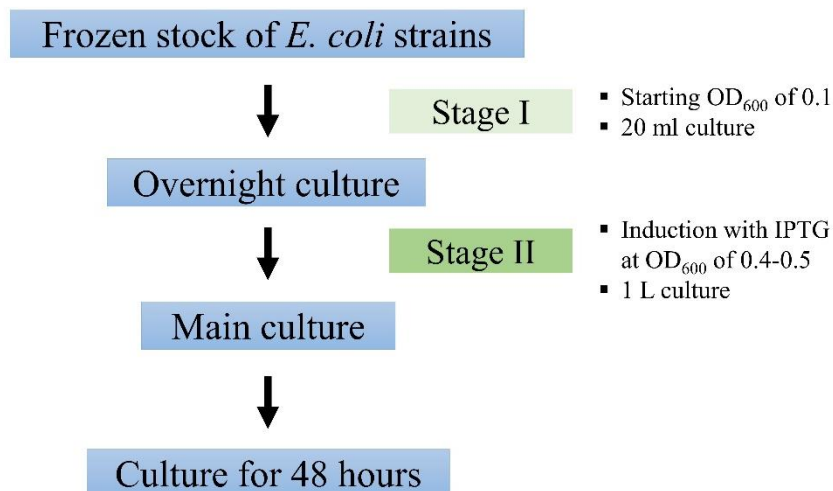 Frozen stock of E. coli strains
Stage I
▪ Starting OD₆₀₀ of 0.1
▪ 20 ml culture
Overnight culture
Stage II
▪ Induction with IPTG
at OD₆₀₀ of 0.4-0.5
▪ 1 L culture
Main culture
Culture for 48 hours